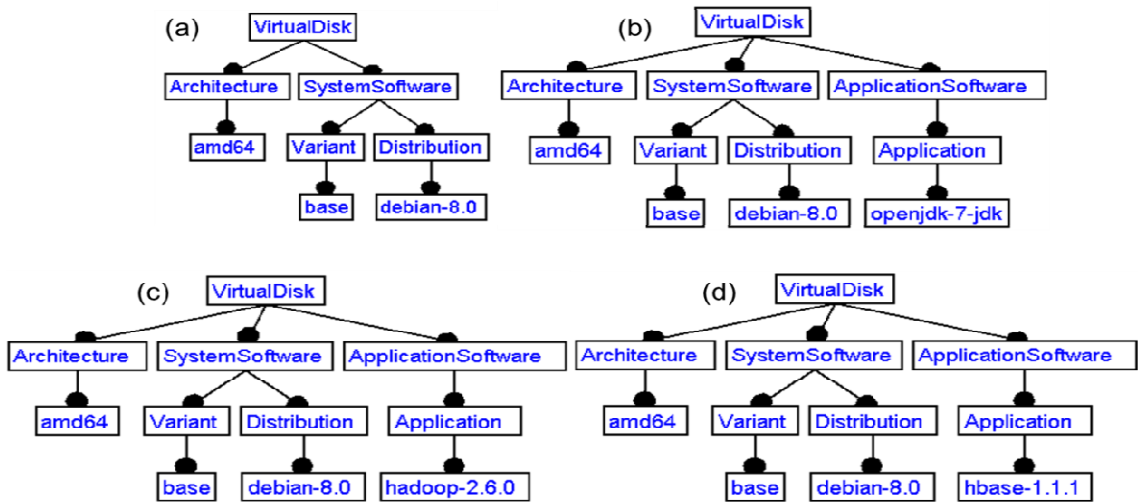 (a) VirtualDisk
Architecture SystemSoftware
amd64 Variant Distribution
base debian-8.0
(b) VirtualDisk
Architecture SystemSoftware ApplicationSoftware
amd64 Variant Distribution Application
base debian-8.0 openjdk-7-jdk
(c) VirtualDisk
Architecture SystemSoftware ApplicationSoftware
amd64 Variant Distribution Application
base debian-8.0 hadoop-2.6.0
(d) VirtualDisk
Architecture SystemSoftware ApplicationSoftware
amd64 Variant Distribution Application
base debian-8.0 hbase-1.1.1